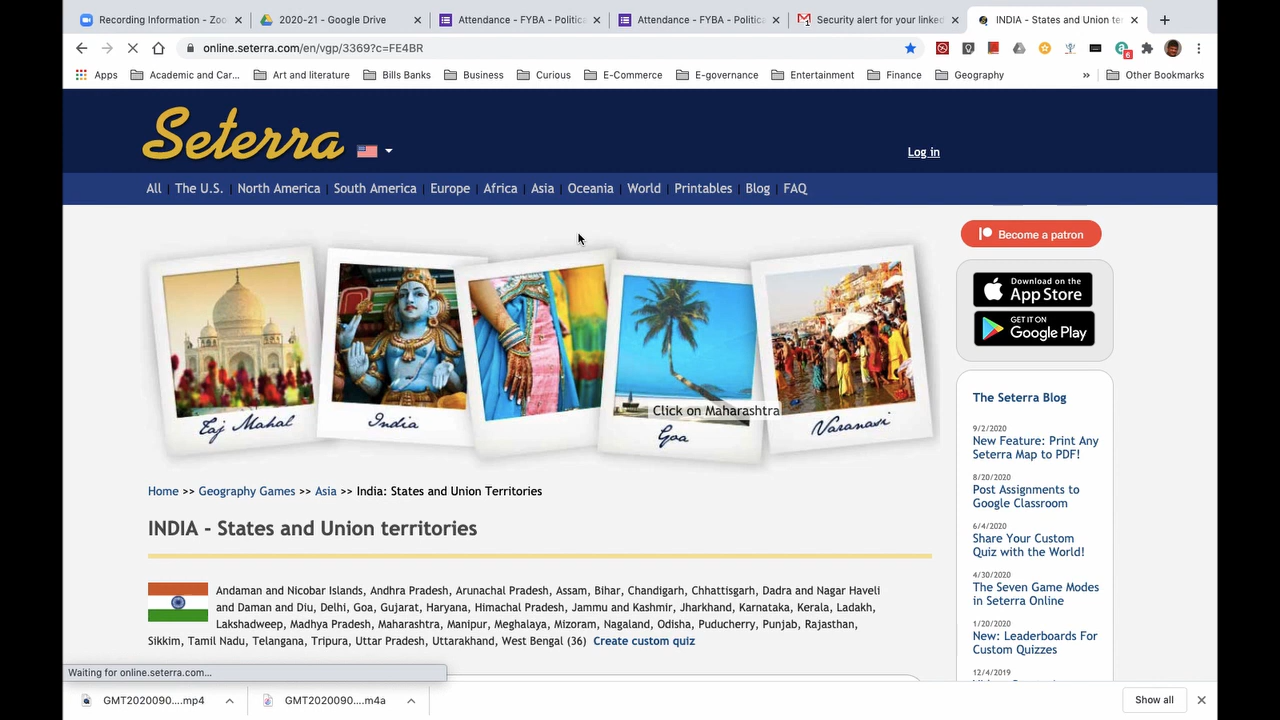 Recording Information - Zoo
2020-21 - Google Drive
Attendance - FYBA - Politica
Attendance - FYBA - Politica
Security alert for your linked
INDIA - States and Union ter
online.seterra.com/en/vgp/3369?c=FE4BR
6
Apps
Academic and Car...
Art and literature
Bills Banks
Business
Curious
E-Commerce
E-governance
Entertainment
Finance
Geography
»
Other Bookmarks
Seterra
Log in
All | The U.S. | North America | South America | Europe | Africa | Asia | Oceania | World | Printables | Blog | FAQ
Become a patron
Download on the
App Store
GET IT ON
Google Play
Taj Mahal
India
Click on Maharashtra
Goa
Varanasi
Home >> Geography Games >> Asia >> India: States and Union Territories
INDIA - States and Union territories
Andaman and Nicobar Islands, Andhra Pradesh, Arunachal Pradesh, Assam, Bihar, Chandigarh, Chhattisgarh, Dadra and Nagar Haveli
and Daman and Diu, Delhi, Goa, Gujarat, Haryana, Himachal Pradesh, Jammu and Kashmir, Jharkhand, Karnataka, Kerala, Ladakh,
Lakshadweep, Madhya Pradesh, Maharashtra, Manipur, Meghalaya, Mizoram, Nagaland, Odisha, Puducherry, Punjab, Rajasthan,
Sikkim, Tamil Nadu, Telangana, Tripura, Uttar Pradesh, Uttarakhand, West Bengal (36) Create custom quiz
The Seterra Blog
9/2/2020
New Feature: Print Any
Seterra Map to PDF!
8/20/2020
Post Assignments to
Google Classroom
6/4/2020
Share Your Custom
Quiz with the World!
4/30/2020
The Seven Game Modes
in Seterra Online
1/20/2020
New: Leaderboards For
Custom Quizzes
12/4/2019
Waiting for online.seterra.com...
GMT2020090....mp4
GMT2020090....m4a
Show all